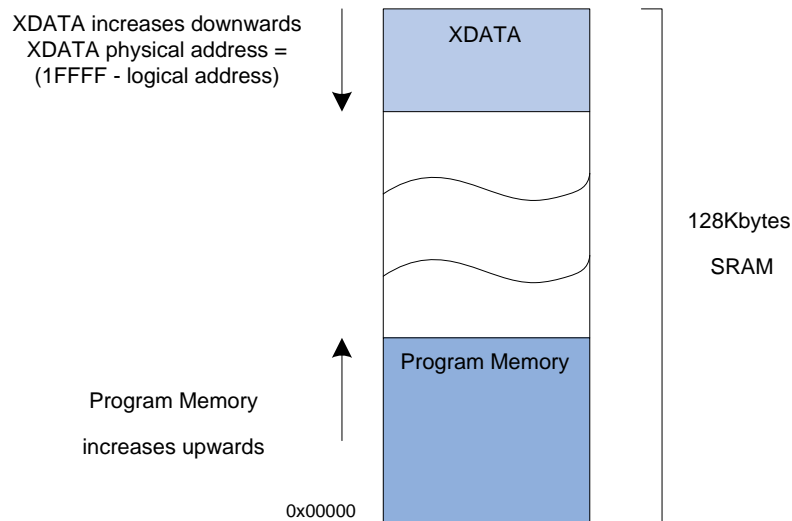 XDATA increases downwards
XDATA physical address =
(1FFFF - logical address)
XDATA
128Kbytes
SRAM
Program Memory
Program Memory
increases upwards
0x00000